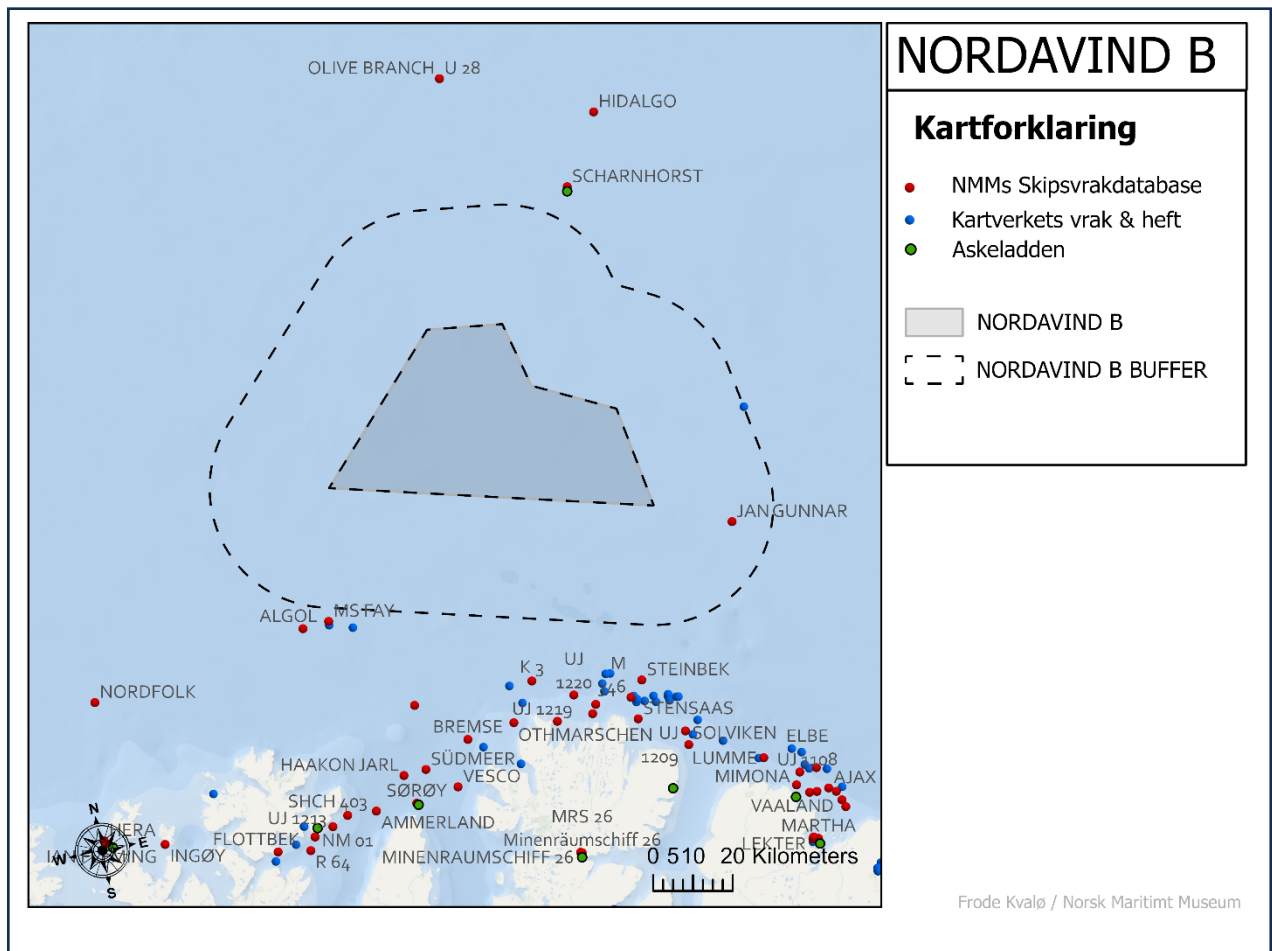 OLIVE BRANCH U 28
HIDALGO
SCHARNHORST
JAN GUNNAR
ALGOL
MS FAY
NORDFOLK
K 3
UJ
M
1220
346
STEINBEK
UJ 1219
STENSAAS
BREMSE
OTHMARSCHEN
UJ
1209
SOLVIKEN
ELBE
SÜDMEER
LUMME
UJ 1108
HAAKON JARL
VESCO
MIMONA
AJAX
SØRØY
SHCH 403
AMMERLAND
MRS 26
VAALAND
UJ 1213
MARTHA
N
HERA
E
W
S
MING
INGØY
FLOTTBEK
NM 01
R 64
Minenräumschiff 26
MINENRAUMSCHIFF 26
LEKTER
0 510 20 Kilometers
NORDAVIND B
Kartforklaring
NMMs Skipsvrakdatabase
Kartverkets vrak & heft
Askeladden
NORDAVIND B
NORDAVIND B BUFFER
Frode Kvalø / Norsk Maritimt Museum